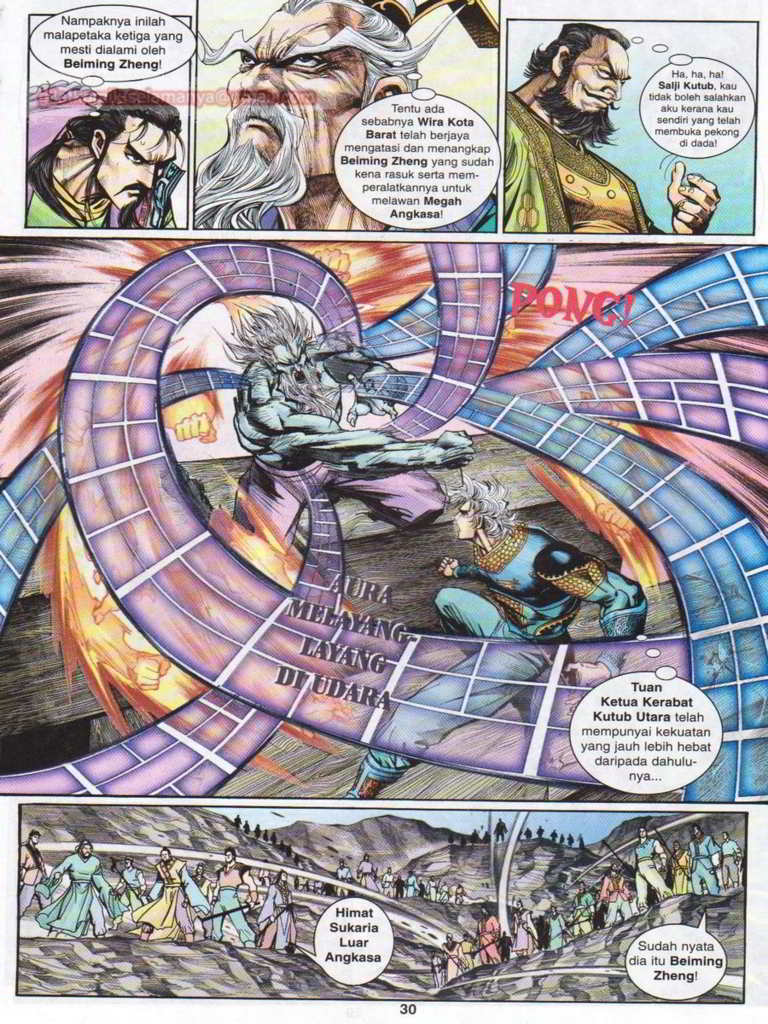 Nampaknya inilah
malapetaka ketiga yang
mesti dialami oleh
Beiming Zheng!
Tentu ada
sebabnya Wira Kota
Barat telah berjaya
mengatasi dan menangkap
Beiming Zheng yang sudah
kena rasuk serta mem-
peralatkannya untuk
melawan Megah
Angkasa!
Ha, ha, ha!
Salji Kutub, kau
tidak boleh salahkan
aku kerana kau
sendiri yang telah
membuka pekong
di dada!
PONG!
AURA
MELAYANG-
LAYANG
DI UDARA
Tuan
Ketua Kerabat
Kutub Utara telah
mempunyai kekuatan
yang jauh lebih hebat
daripada dahulu-
nya...
Himat
Sukaria
Luar
Angkasa
Sudah nyata
dia itu Beiming
Zheng!
30